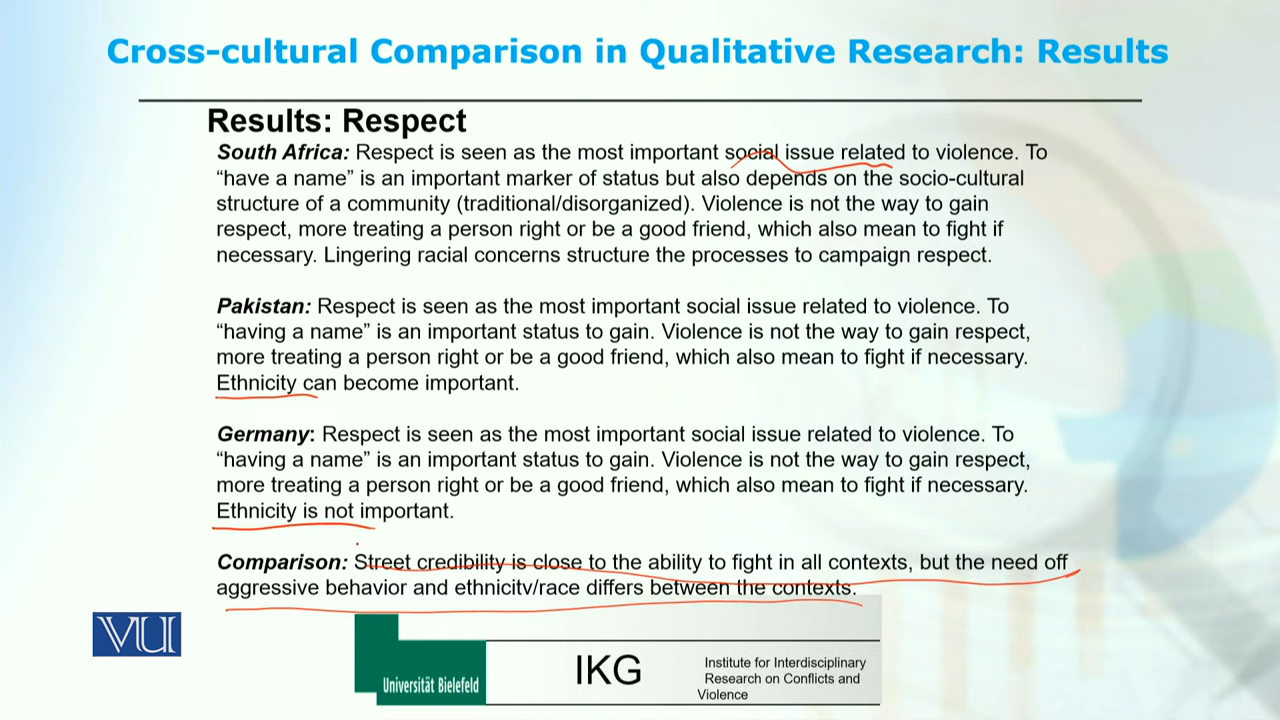 Cross-cultural Comparison in Qualitative Research: Results
Results: Respect
South Africa: Respect is seen as the most important social issue related to violence. To
“have a name” is an important marker of status but also depends on the socio-cultural
structure of a community (traditional/disorganized). Violence is not the way to gain
respect, more treating a person right or be a good friend, which also mean to fight if
necessary. Lingering racial concerns structure the processes to campaign respect.
Pakistan: Respect is seen as the most important social issue related to violence. To
“having a name” is an important status to gain. Violence is not the way to gain respect,
more treating a person right or be a good friend, which also mean to fight if necessary.
Ethnicity can become important.
Germany: Respect is seen as the most important social issue related to violence. To
“having a name” is an important status to gain. Violence is not the way to gain respect,
more treating a person right or be a good friend, which also mean to fight if necessary.
Ethnicity is not important.
Comparison: Street credibility is close to the ability to fight in all contexts, but the need off
aggressive behavior and ethnicity/race differs between the contexts.
VU
Universität Bielefeld
IKG
Institute for Interdisciplinary
Research on Conflicts and
Violence